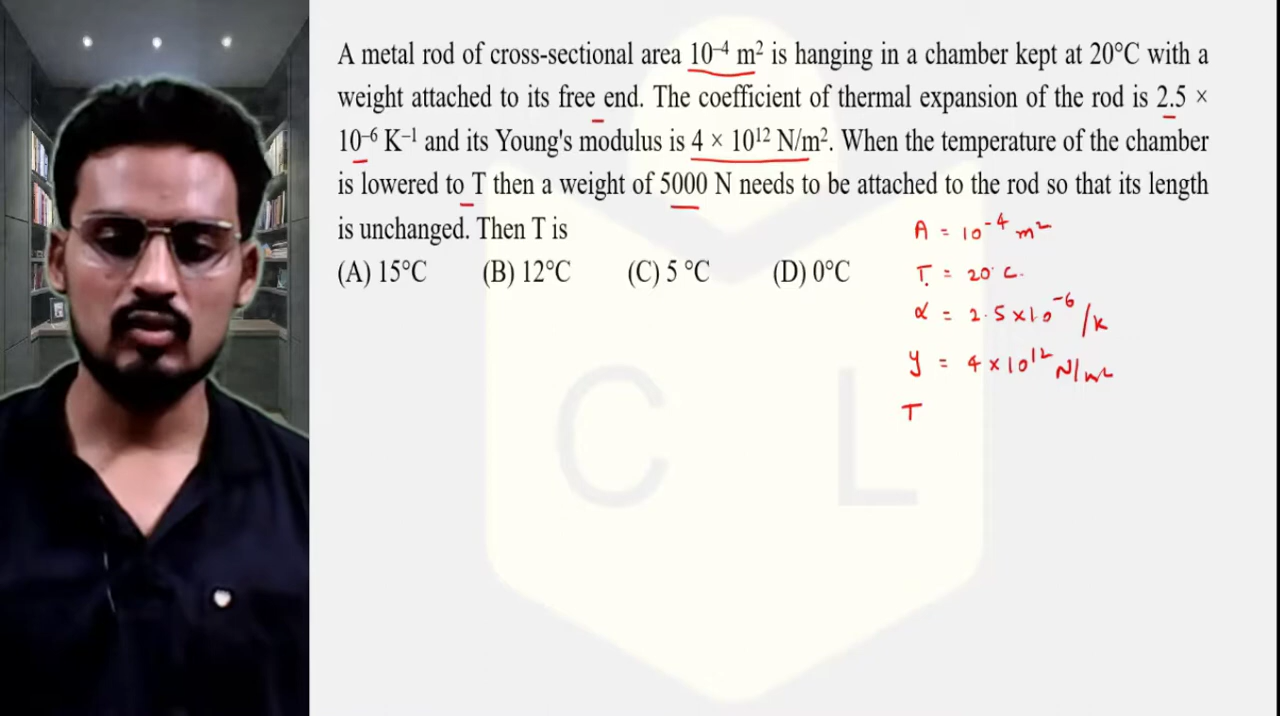 A metal rod of cross-sectional area 10⁻⁴ m² is hanging in a chamber kept at 20°C with a
weight attached to its free end. The coefficient of thermal expansion of the rod is 2.5 ×
10⁻⁶ K⁻¹ and its Young's modulus is 4 × 10¹² N/m². When the temperature of the chamber
is lowered to T then a weight of 5000 N needs to be attached to the rod so that its length
is unchanged. Then T is
(A) 15°C (B) 12°C (C) 5 °C (D) 0°C
A = 10⁻⁴ m²
T. = 20°C.
α = 2.5×10⁻⁶/K
y = 4×10¹² N/m²
T
C L